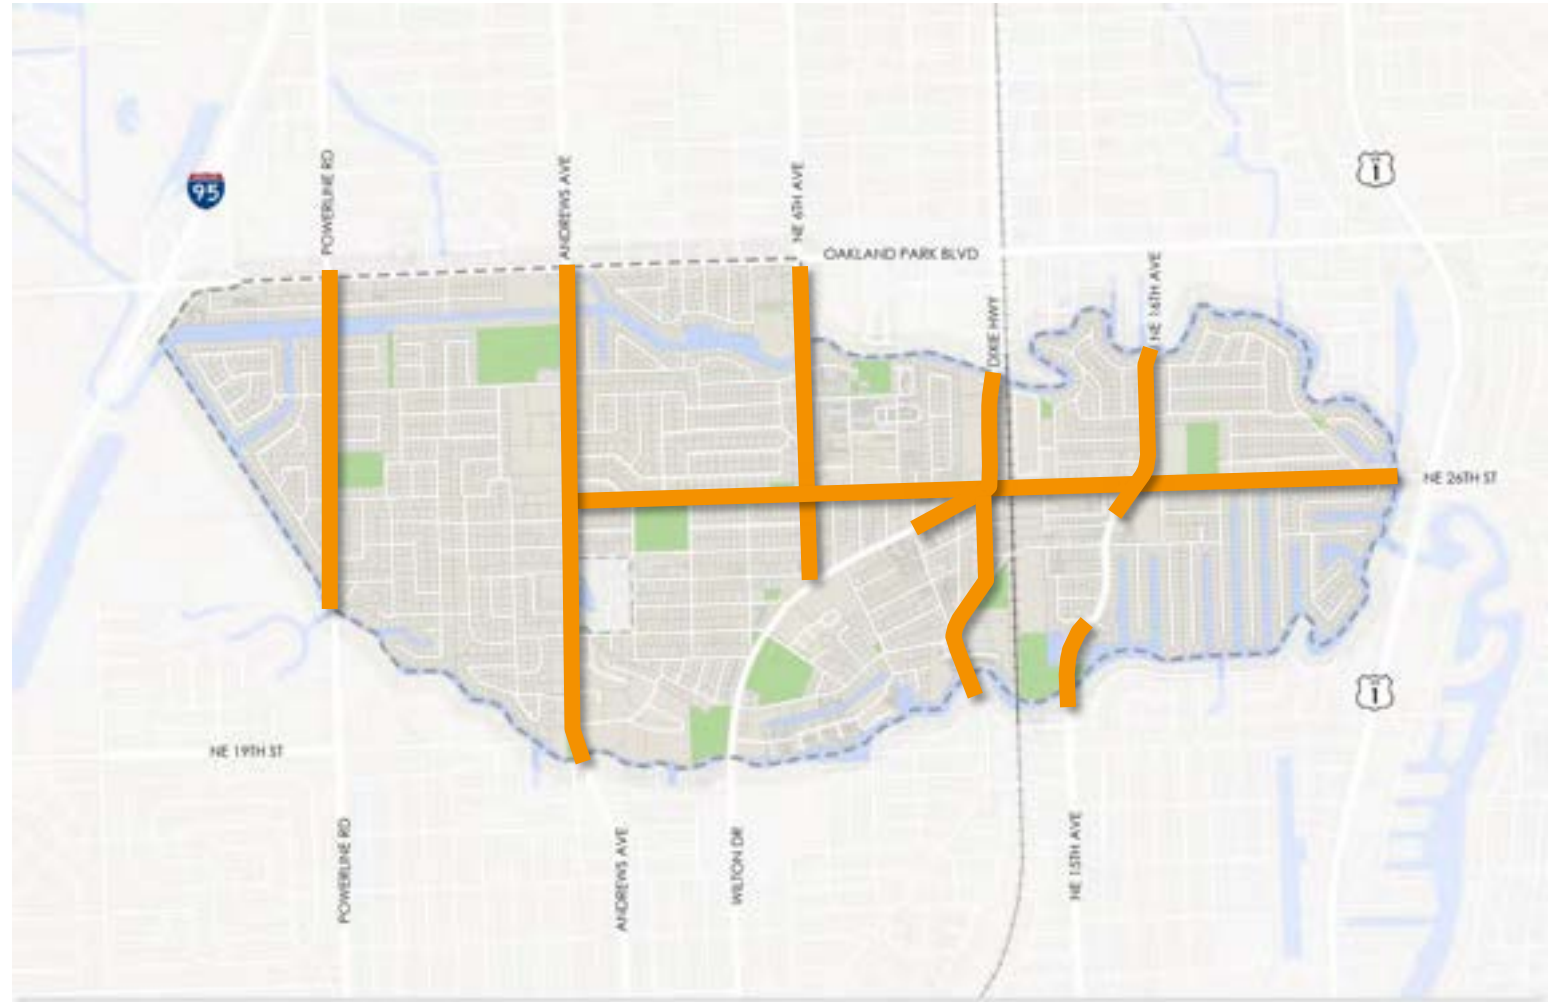 1
95
POWERLINE RD
ANDREWS AVE
NE 6TH AVE
OAKLAND PARK BLVD
NE 16TH AVE
DIXIE HWY
NE 26TH ST
1
NE 19TH ST
POWERLINE RD
ANDREWS AVE
WILTON DR
NE 15TH AVE